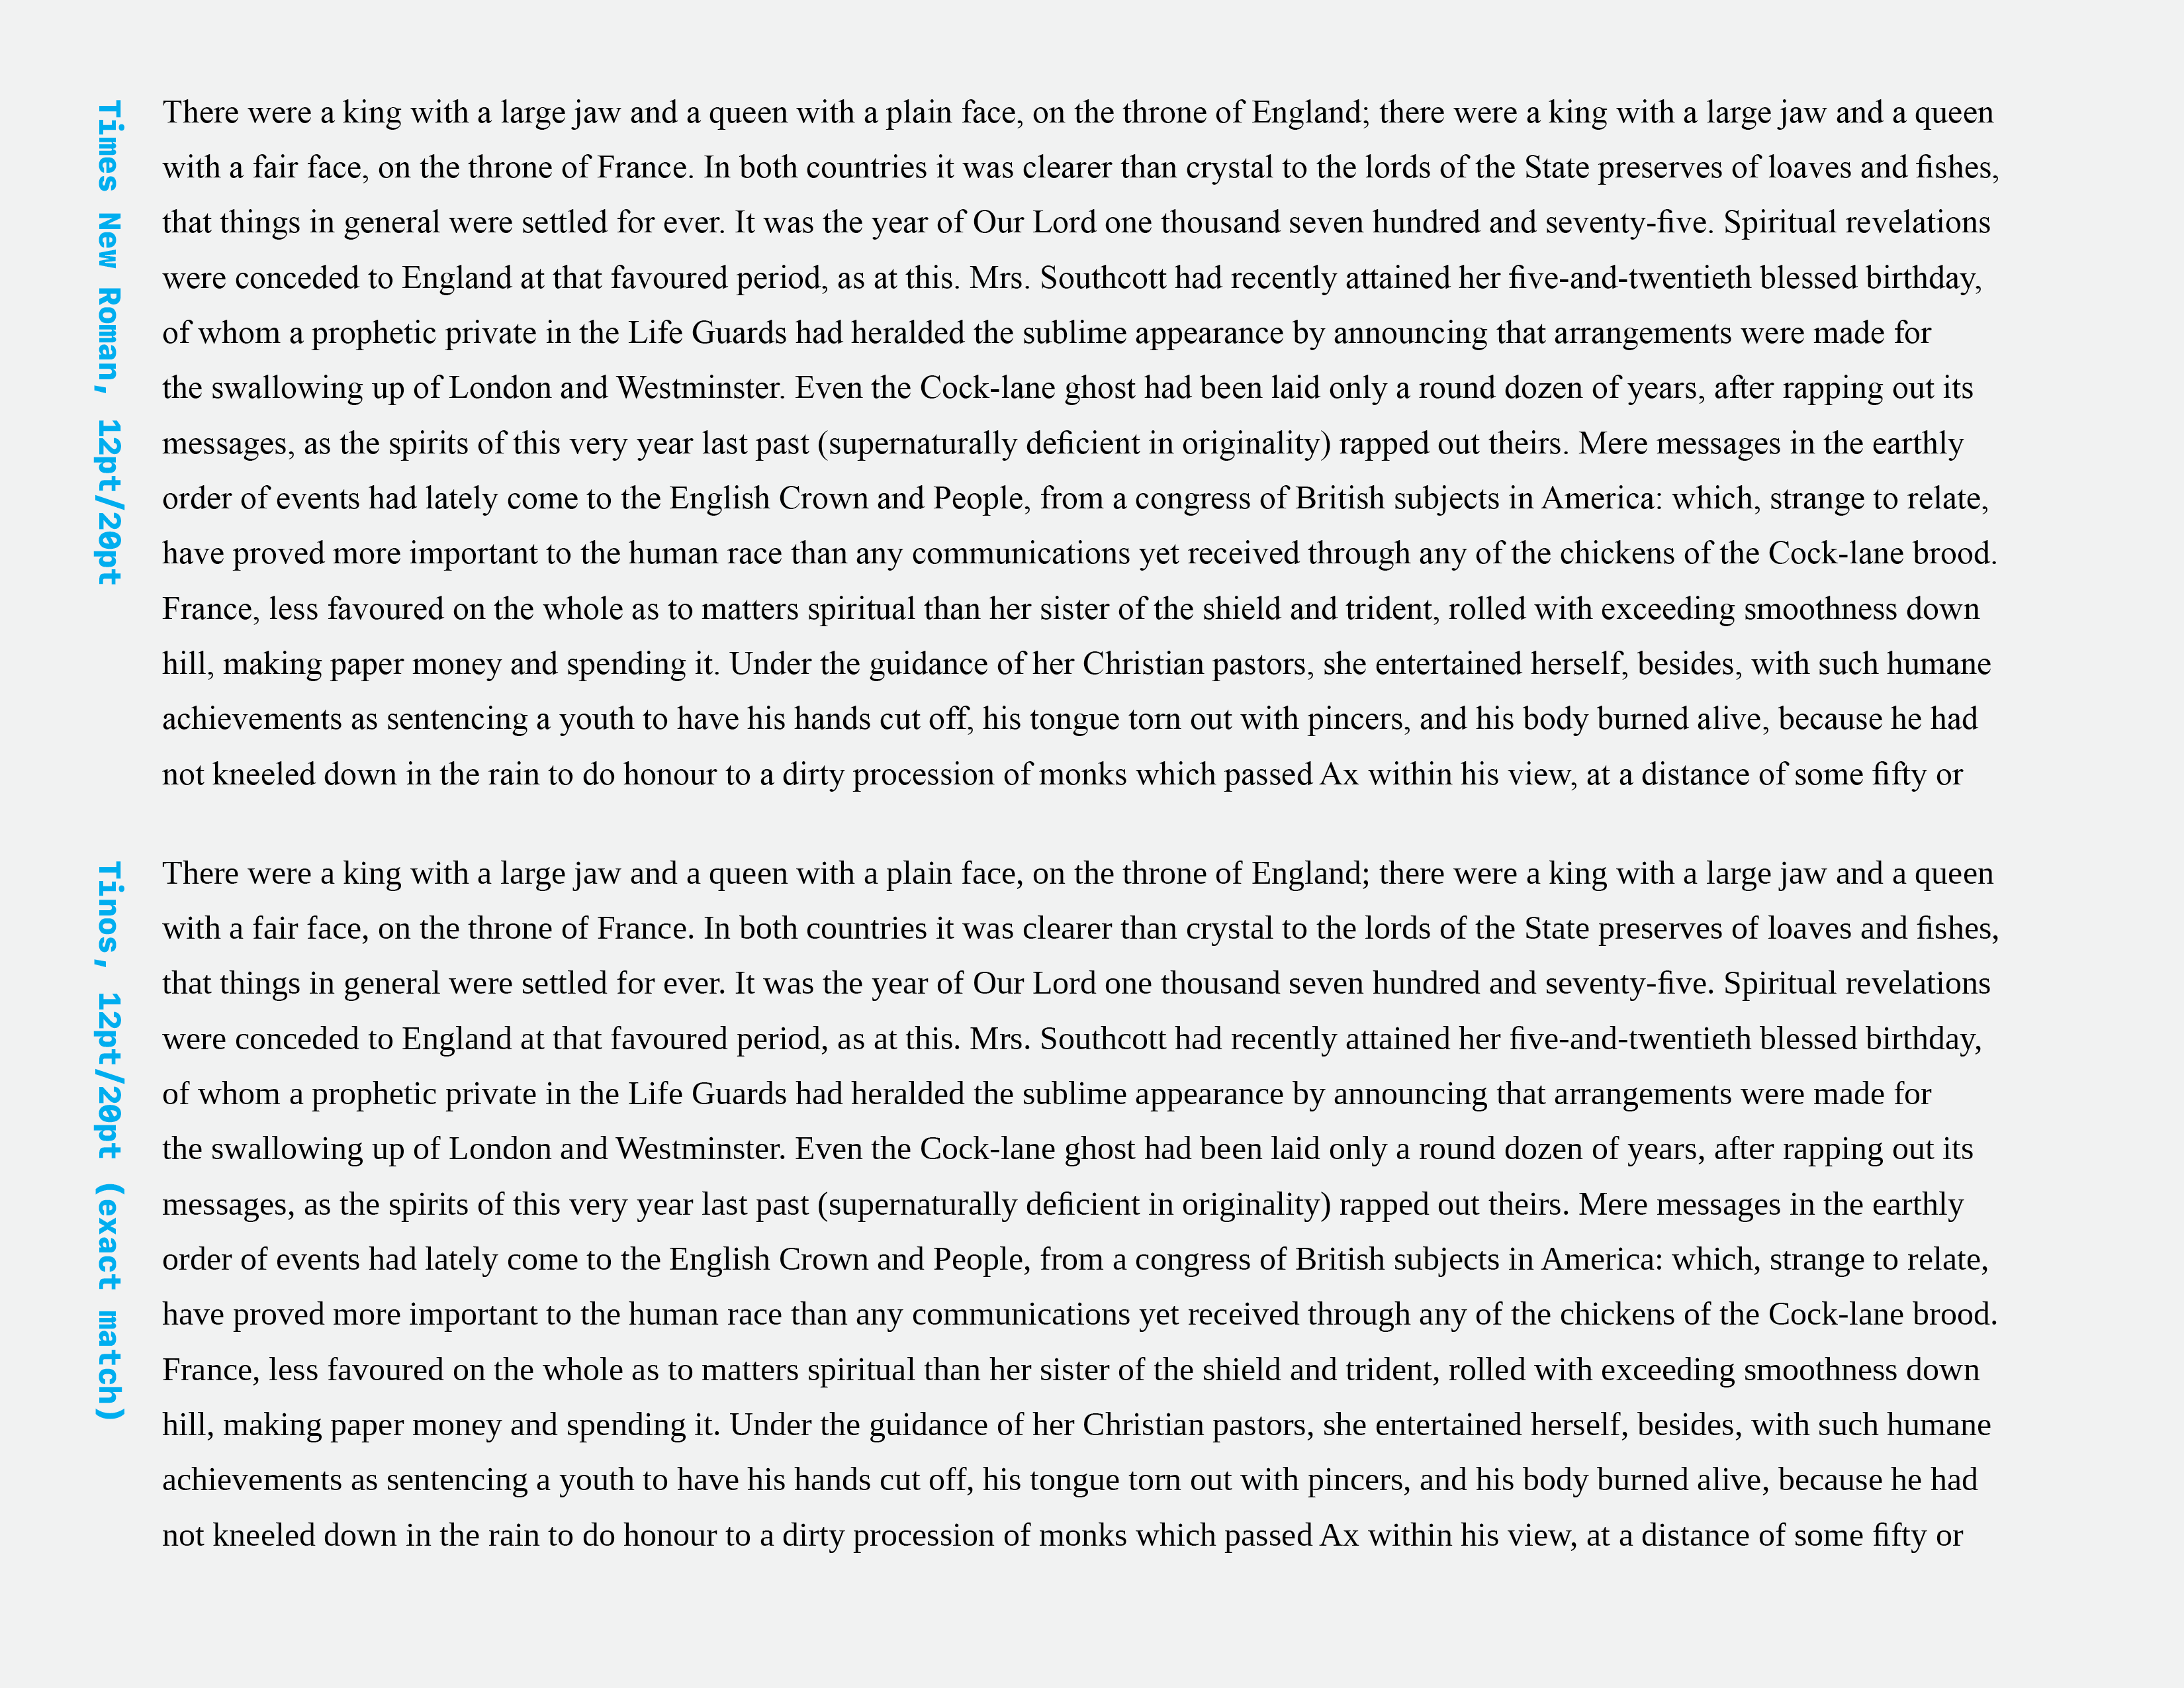 Times New Roman, 12pt/20pt
There were a king with a large jaw and a queen with a plain face, on the throne of England; there were a king with a large jaw and a queen
with a fair face, on the throne of France. In both countries it was clearer than crystal to the lords of the State preserves of loaves and fishes,
that things in general were settled for ever. It was the year of Our Lord one thousand seven hundred and seventy-five. Spiritual revelations
were conceded to England at that favoured period, as at this. Mrs. Southcott had recently attained her five-and-twentieth blessed birthday,
of whom a prophetic private in the Life Guards had heralded the sublime appearance by announcing that arrangements were made for
the swallowing up of London and Westminster. Even the Cock-lane ghost had been laid only a round dozen of years, after rapping out its
messages, as the spirits of this very year last past (supernaturally deficient in originality) rapped out theirs. Mere messages in the earthly
order of events had lately come to the English Crown and People, from a congress of British subjects in America: which, strange to relate,
have proved more important to the human race than any communications yet received through any of the chickens of the Cock-lane brood.
France, less favoured on the whole as to matters spiritual than her sister of the shield and trident, rolled with exceeding smoothness down
hill, making paper money and spending it. Under the guidance of her Christian pastors, she entertained herself, besides, with such humane
achievements as sentencing a youth to have his hands cut off, his tongue torn out with pincers, and his body burned alive, because he had
not kneeled down in the rain to do honour to a dirty procession of monks which passed Ax within his view, at a distance of some fifty or
Tinos, 12pt/20pt (exact match)
There were a king with a large jaw and a queen with a plain face, on the throne of England; there were a king with a large jaw and a queen
with a fair face, on the throne of France. In both countries it was clearer than crystal to the lords of the State preserves of loaves and fishes,
that things in general were settled for ever. It was the year of Our Lord one thousand seven hundred and seventy-five. Spiritual revelations
were conceded to England at that favoured period, as at this. Mrs. Southcott had recently attained her five-and-twentieth blessed birthday,
of whom a prophetic private in the Life Guards had heralded the sublime appearance by announcing that arrangements were made for
the swallowing up of London and Westminster. Even the Cock-lane ghost had been laid only a round dozen of years, after rapping out its
messages, as the spirits of this very year last past (supernaturally deficient in originality) rapped out theirs. Mere messages in the earthly
order of events had lately come to the English Crown and People, from a congress of British subjects in America: which, strange to relate,
have proved more important to the human race than any communications yet received through any of the chickens of the Cock-lane brood.
France, less favoured on the whole as to matters spiritual than her sister of the shield and trident, rolled with exceeding smoothness down
hill, making paper money and spending it. Under the guidance of her Christian pastors, she entertained herself, besides, with such humane
achievements as sentencing a youth to have his hands cut off, his tongue torn out with pincers, and his body burned alive, because he had
not kneeled down in the rain to do honour to a dirty procession of monks which passed Ax within his view, at a distance of some fifty or